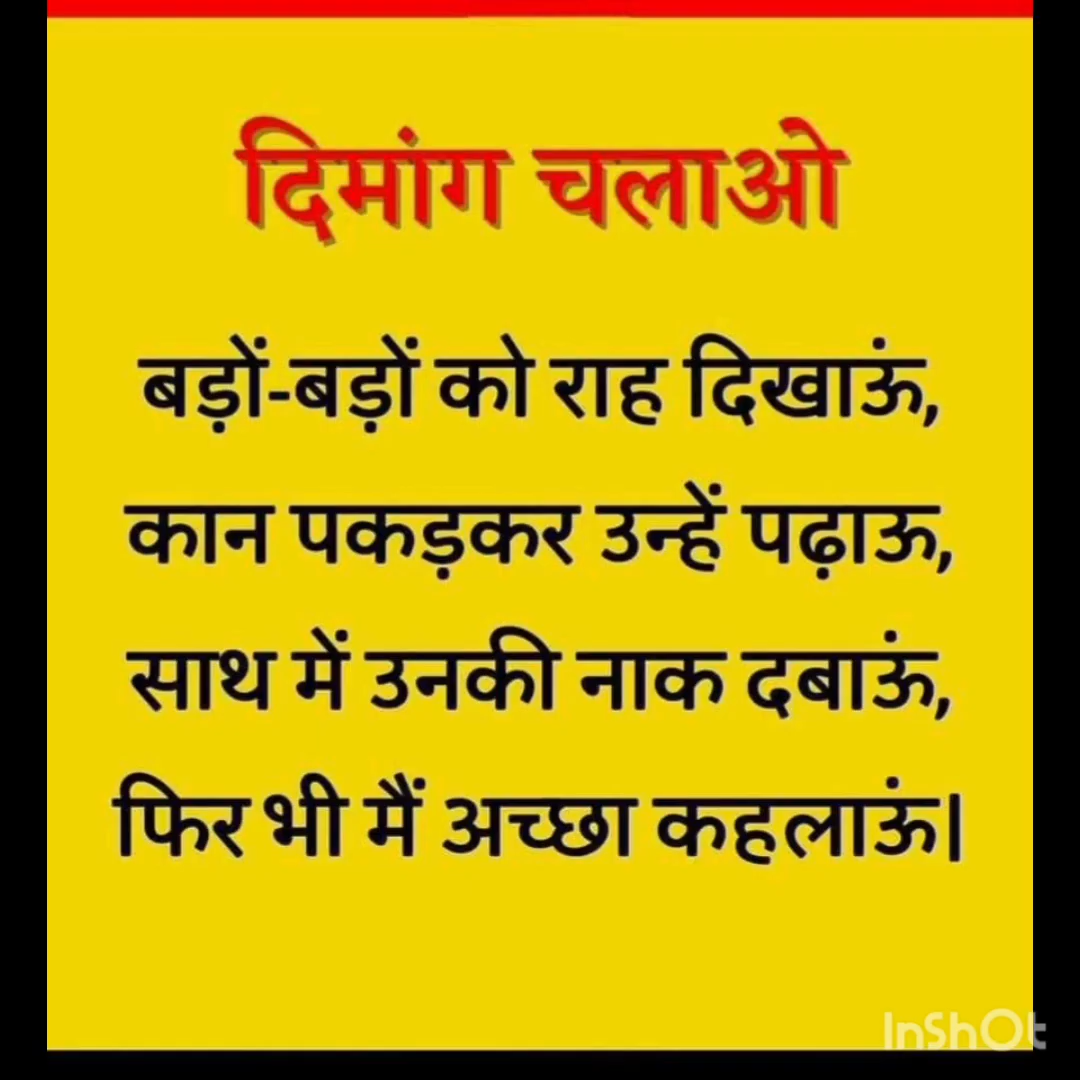 दिमांग चलाओ
बड़ों-बड़ों को राह दिखाऊं,
कान पकड़कर उन्हें पढ़ाऊ,
साथ में उनकी नाक दबाऊं,
फिर भी मैं अच्छा कहलाऊं।
InShOt